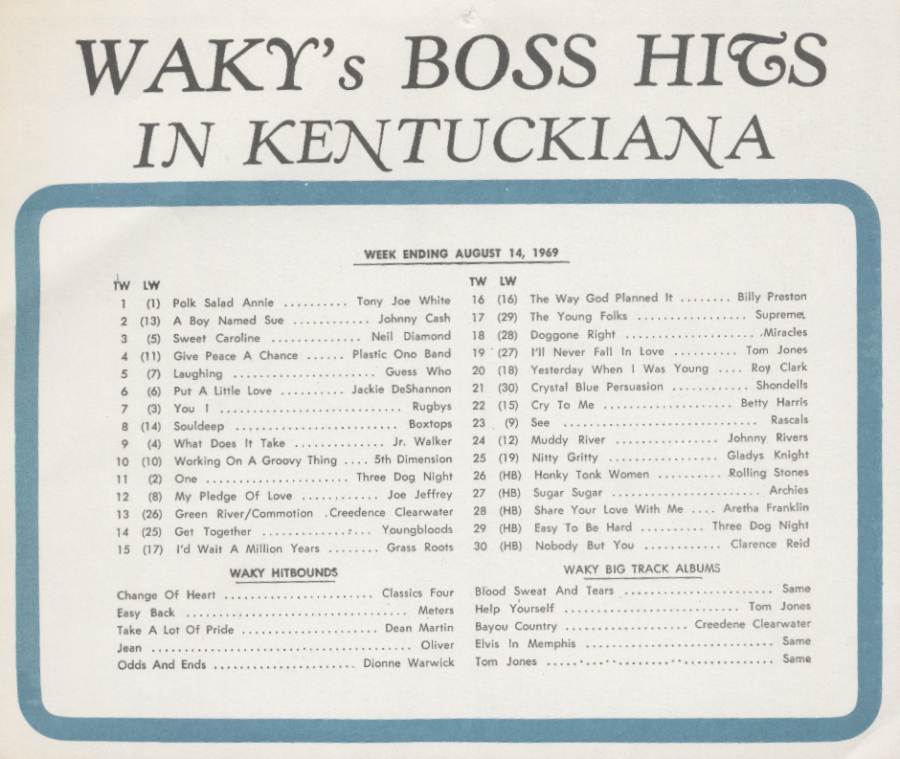 WAKY's BOSS HITS
IN KENTUCKIANA
WEEK ENDING AUGUST 14, 1969
TW LW
1 (1) Polk Salad Annie .......... Tony Joe White
2 (13) A Boy Named Sue ............ Johnny Cash
3 (5) Sweet Caroline .............. Neil Diamond
4 (11) Give Peace A Chance ...... Plastic Ono Band
5 (7) Laughing ...................... Guess Who
6 (6) Put A Little Love ........... Jackie DeShannon
7 (3) You I ............................ Rugbys
8 (14) Souldeep ......................... Boxtops
9 (4) What Does It Take .............. Jr. Walker
10 (10) Working On A Groovy Thing .... 5th Dimension
11 (2) One ....................... Three Dog Night
12 (8) My Pledge Of Love ........... Joe Jeffrey
13 (26) Green River/Commotion .Creedence Clearwater
14 (25) Get Together ................. Youngbloods
15 (17) I'd Wait A Million Years ........ Grass Roots
TW LW
16 (16) The Way God Planned It ........ Billy Preston
17 (29) The Young Folks ................. Supremes
18 (28) Doggone Right ..................... Miracles
19 (27) I'll Never Fall In Love .......... Tom Jones
20 (18) Yesterday When I Was Young .... Roy Clark
21 (30) Crystal Blue Persuasion ............ Shondells
22 (15) Cry To Me .................... Betty Harris
23 (9) See .............................. Rascals
24 (12) Muddy River ................ Johnny Rivers
25 (19) Nitty Gritty ................... Gladys Knight
26 (HB) Honky Tonk Women ........... Rolling Stones
27 (HB) Sugar Sugar ....................... Archies
28 (HB) Share Your Love With Me .... Aretha Franklin
29 (HB) Easy To Be Hard .......... Three Dog Night
30 (HB) Nobody But You ............ Clarence Reid
WAKY HITBOUNDS
Change Of Heart ....................... Classics Four
Easy Back .................................. Meters
Take A Lot Of Pride ..................... Dean Martin
Jean ........................................ Oliver
Odds And Ends ...................... Dionne Warwick
WAKY BIG TRACK ALBUMS
Blood Sweat And Tears ....................... Same
Help Yourself ........................... Tom Jones
Bayou Country ................... Creedene Clearwater
Elvis In Memphis ............................. Same
Tom Jones ................................... Same